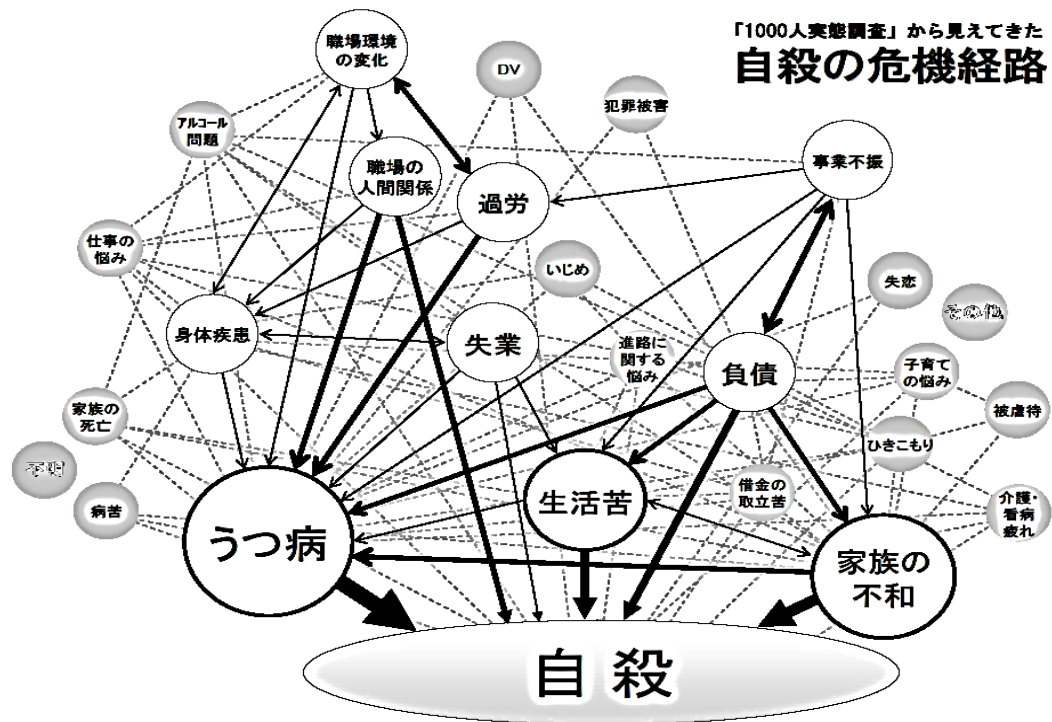 「1000人実態調査」から見えてきた
自殺の危機経路
職場環境
の変化
DV
犯罪被害
アルコール
問題
職場の
人間関係
過労
事業不振
仕事の
悩み
いじめ
失恋
その他
身体疾患
失業
進路に
関する
悩み
負債
子育て
の悩み
被虐待
家族の
死亡
ひきこもり
不明
病苦
うつ病
生活苦
借金の
取立苦
介護・
看病
疲れ
家族の
不和
自殺